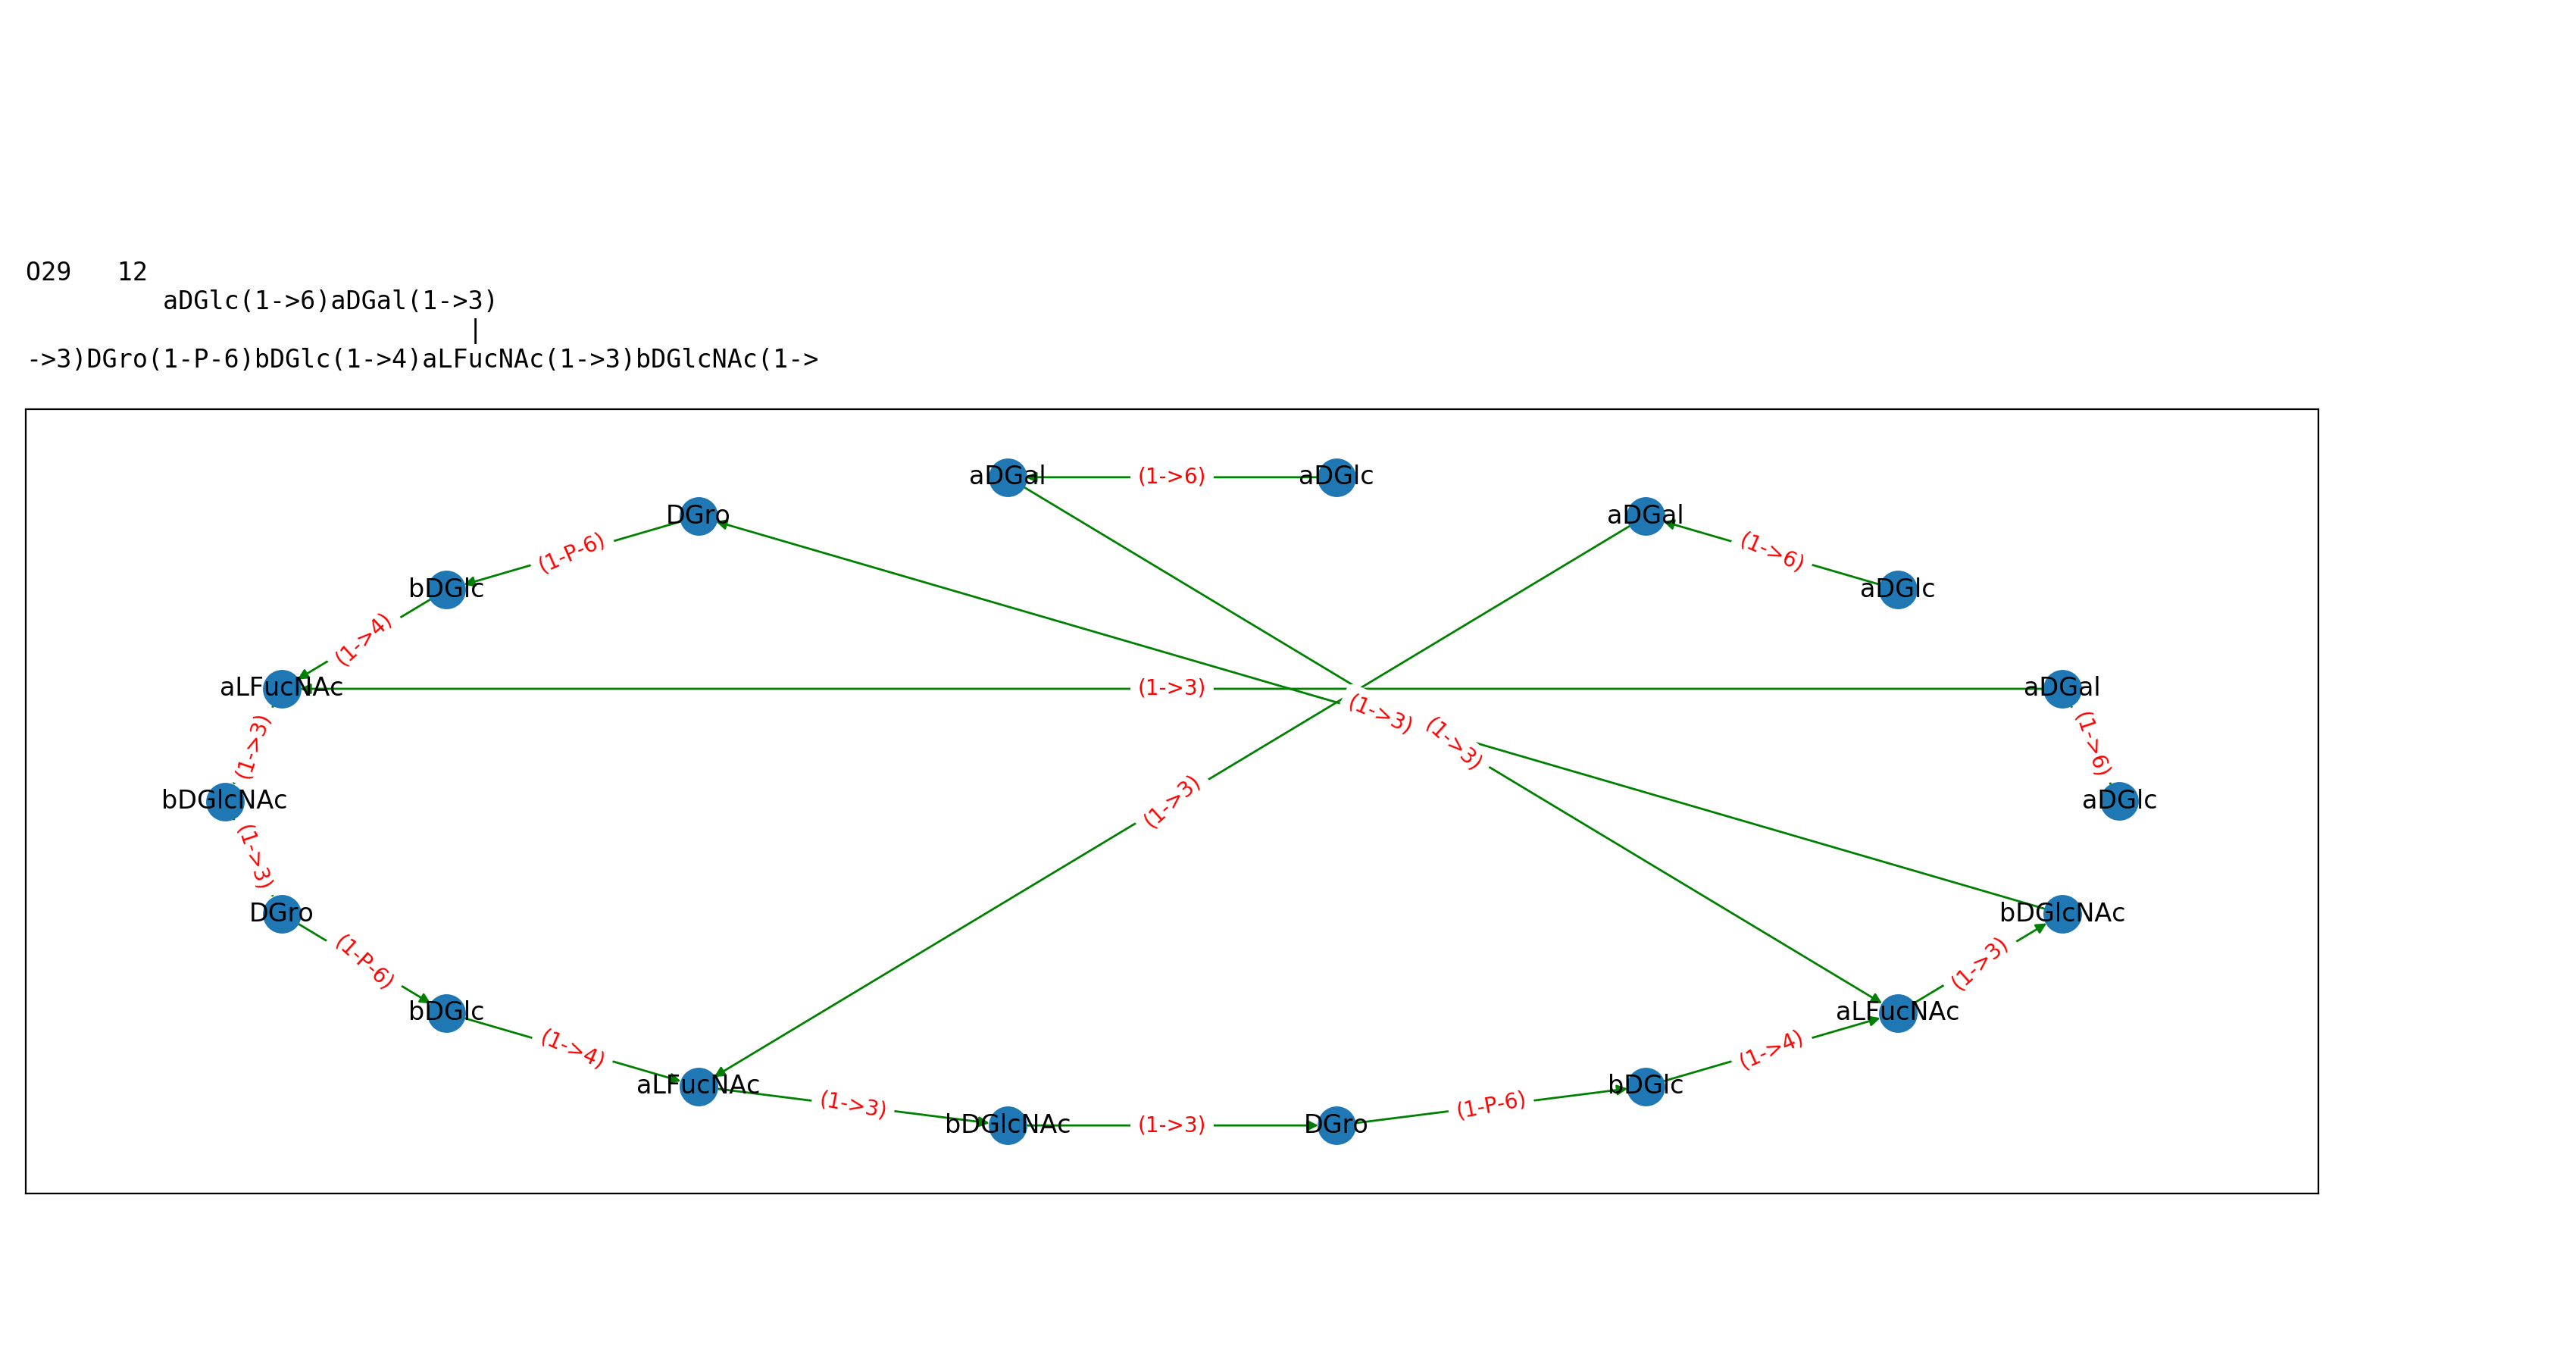 O29   12
         aDGlc(1->6)aDGal(1->3)
                             |
->3)DGro(1-P-6)bDGlc(1->4)aLFucNAc(1->3)bDGlcNAc(1->
aDGal (1->6) aDGlc
DGro
aDGal
(1-P-6)
(1->6)
bDGlc
aDGlc
(1->4)
aLFucNAc
(1->3)
aDGal
(1->3)
(1->3)
(1->3)
(1->6)
bDGlcNAc
(1->3)
aDGlc
(1->3)
DGro
bDGlcNAc
(1-P-6)
(1->3)
bDGlc
aLFucNAc
(1->4)
(1->4)
aLFucNAc
bDGlc
(1->3)
(1-P-6)
bDGlcNAc (1->3) DGro